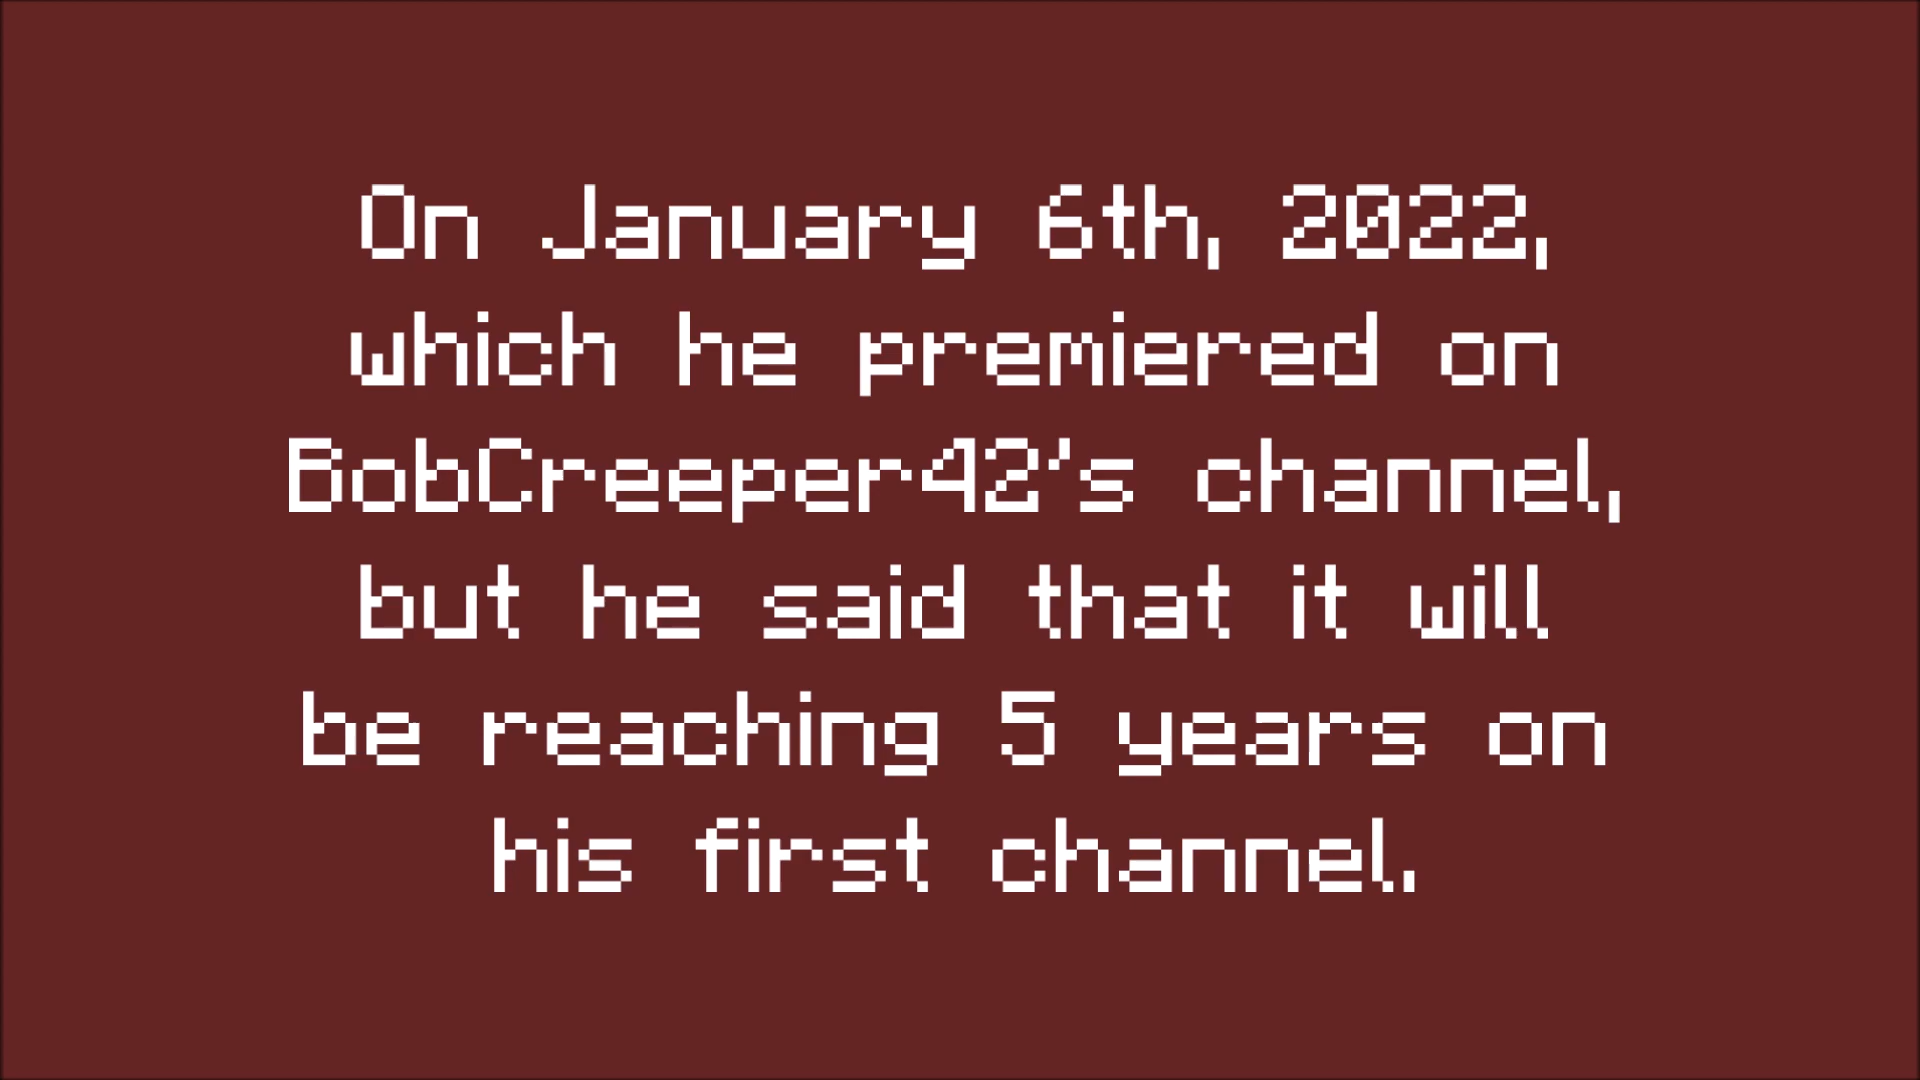 On January 6th, 2022,
which he premiered on
BobCreeper42's channel,
but he said that it will
be reaching 5 years on
his first channel.